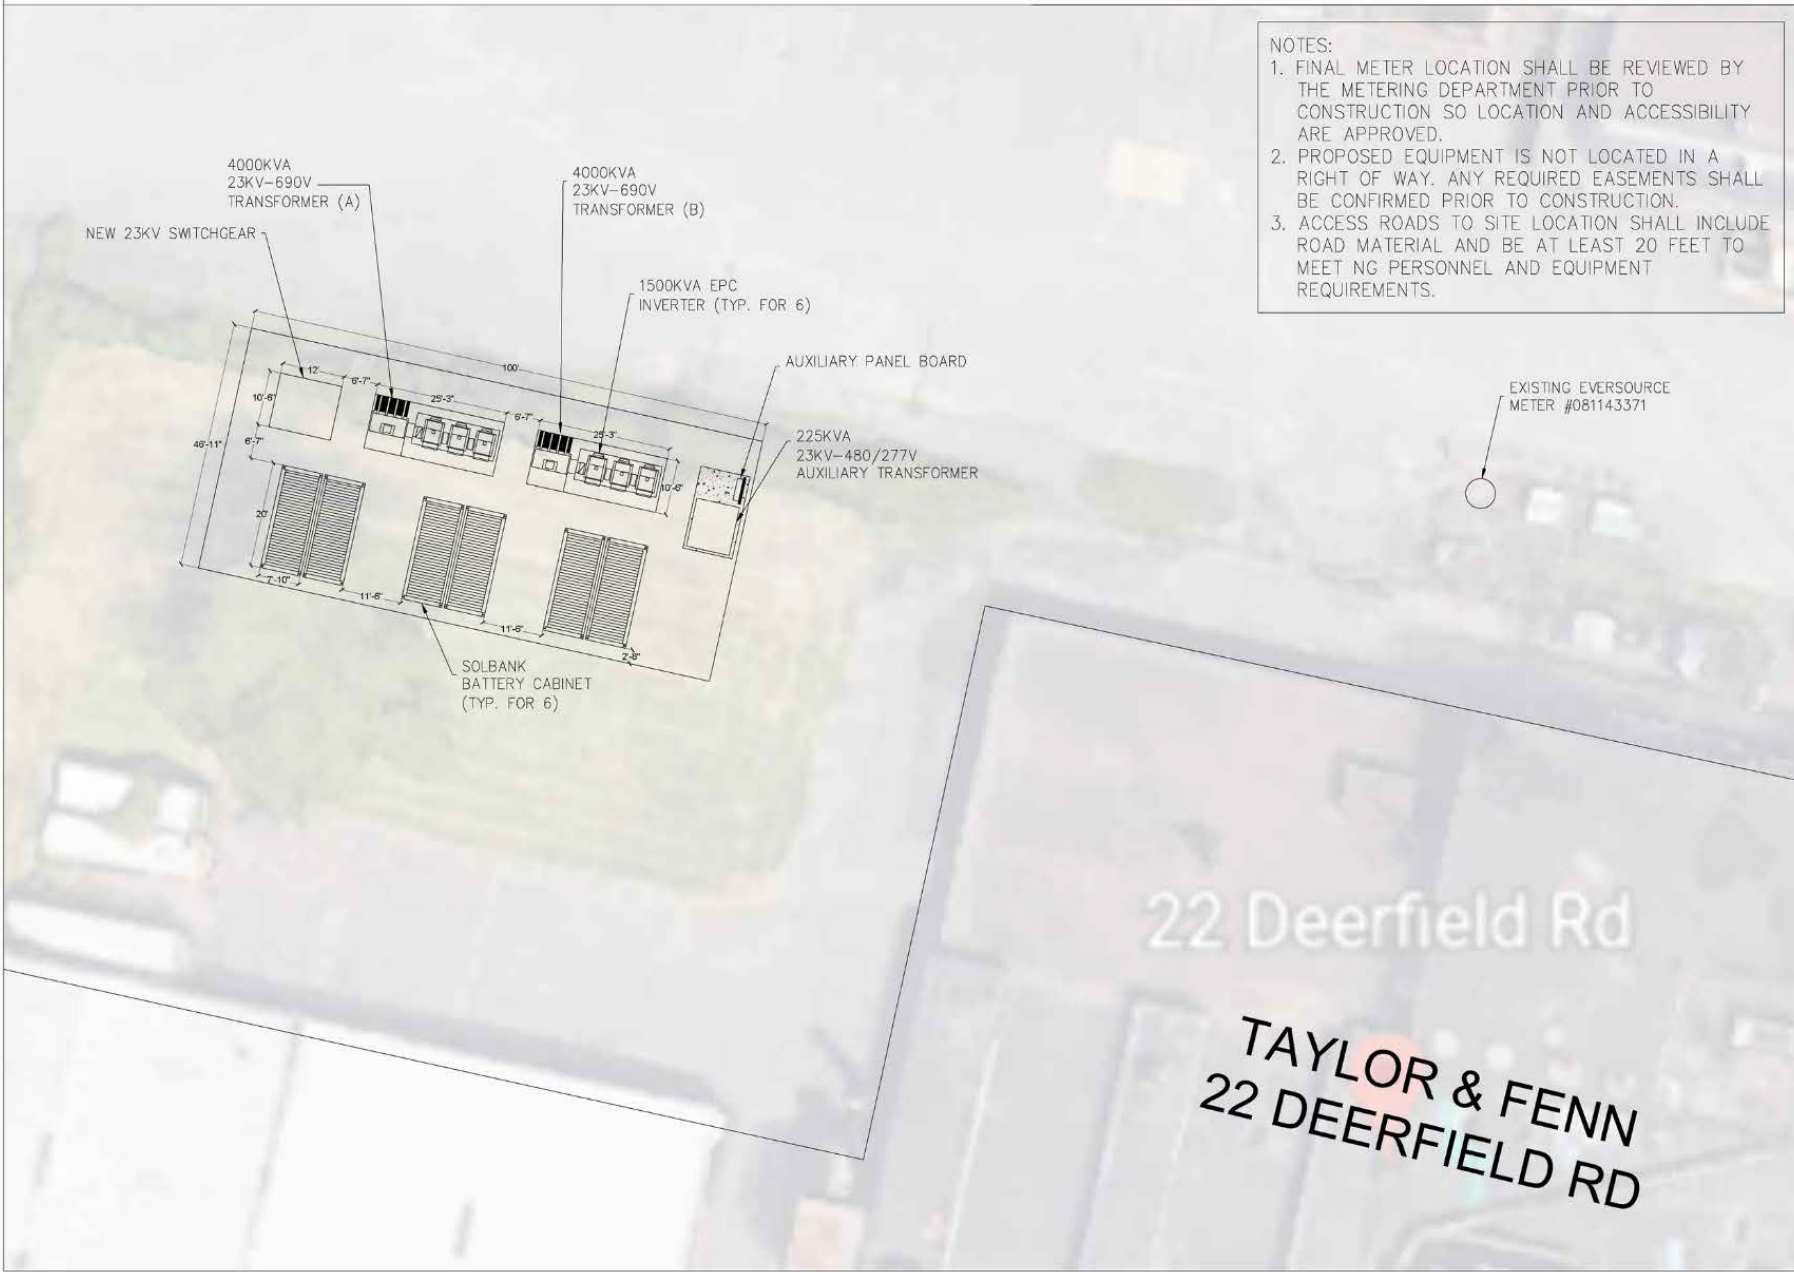 NOTES:
1. FINAL METER LOCATION SHALL BE REVIEWED BY
THE METERING DEPARTMENT PRIOR TO
CONSTRUCTION SO LOCATION AND ACCESSIBILITY
ARE APPROVED.
2. PROPOSED EQUIPMENT IS NOT LOCATED IN A
RIGHT OF WAY. ANY REQUIRED EASEMENTS SHALL
BE CONFIRMED PRIOR TO CONSTRUCTION.
3. ACCESS ROADS TO SITE LOCATION SHALL INCLUDE
ROAD MATERIAL AND BE AT LEAST 20 FEET TO
MEET NG PERSONNEL AND EQUIPMENT
REQUIREMENTS.
4000KVA
23KV-690V
TRANSFORMER (A)
4000KVA
23KV-690V
TRANSFORMER (B)
NEW 23KV SWITCHGEAR
1500KVA EPC
INVERTER (TYP. FOR 6)
AUXILIARY PANEL BOARD
225KVA
23KV-480/277V
AUXILIARY TRANSFORMER
EXISTING EVERSOURCE
METER #081143371
100'
12'
6'-7"
25'-3"
6'-7"
25'-3"
10'-6"
46'-11"
6'-7"
10'-6"
20'
7'-10"
11'-6"
11'-6"
2'-8"
SOLBANK
BATTERY CABINET
(TYP. FOR 6)
22 Deerfield Rd
TAYLOR & FENN
22 DEERFIELD RD